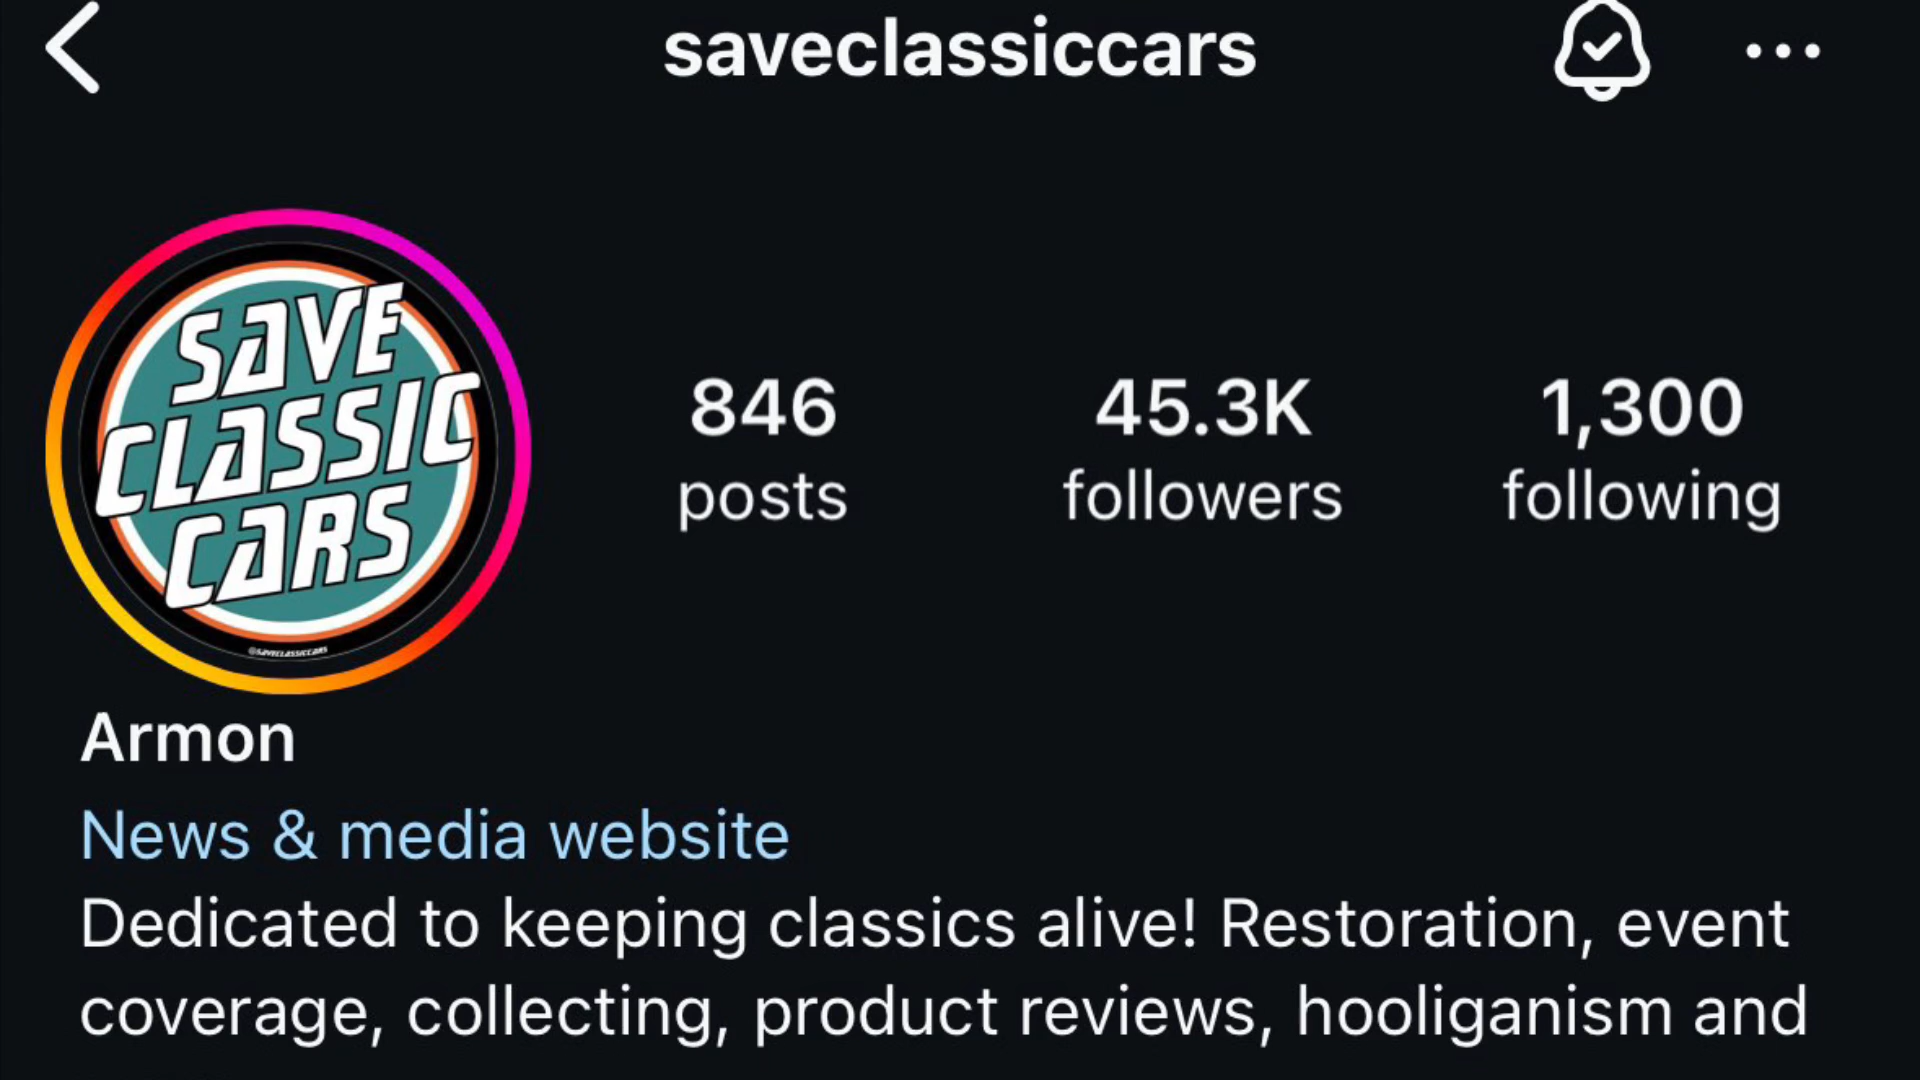 saveclassiccars
SAVE
CLASSIC
CARS
@SAVECLASSICCARS
846
posts
45.3K
followers
1,300
following
Armon
News & media website
Dedicated to keeping classics alive! Restoration, event
coverage, collecting, product reviews, hooliganism and